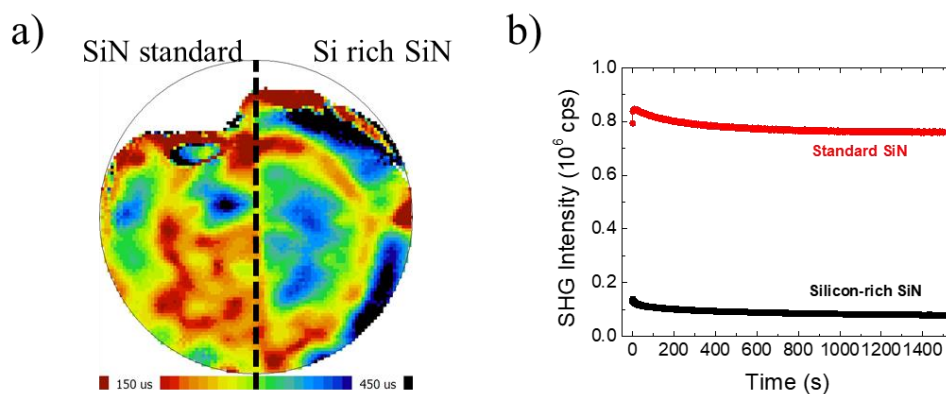 a)
SiN standard
Si rich SiN
150 us
450 us
b)
SHG Intensity (10⁶ cps)
1.0
0.8
0.6
0.4
0.2
0.0
Standard SiN
Silicon-rich SiN
0 200 400 600 800 1000 1200 1400
Time (s)